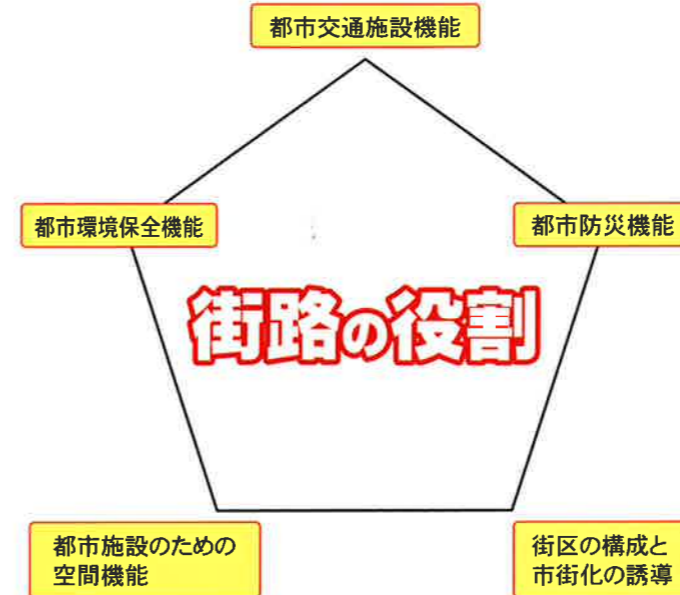 都市交通施設機能
都市環境保全機能
都市防災機能
街路の役割
都市施設のための
空間機能
街区の構成と
市街化の誘導